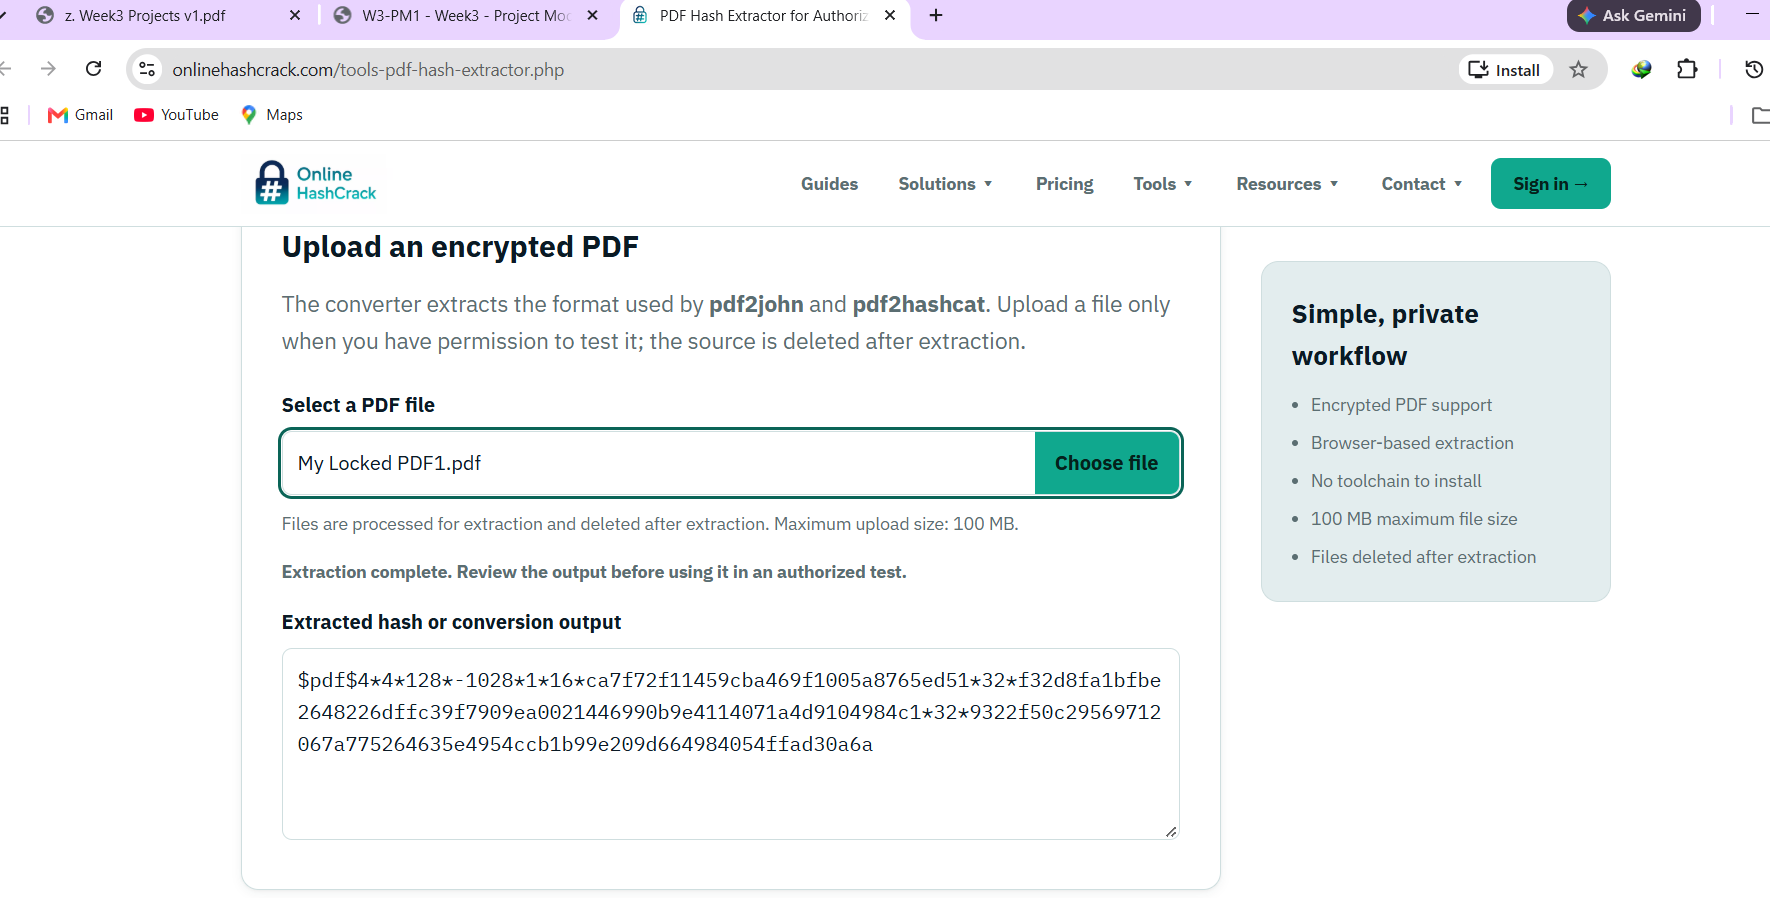 z. Week3 Projects v1.pdf
W3-PM1 - Week3 - Project Moc
PDF Hash Extractor for Authoriz
Ask Gemini
onlinehashcrack.com/tools-pdf-hash-extractor.php
Install
Gmail
YouTube
Maps
Online
HashCrack
Guides
Solutions
Pricing
Tools
Resources
Contact
Sign in →
Upload an encrypted PDF
The converter extracts the format used by pdf2john and pdf2hashcat. Upload a file only
when you have permission to test it; the source is deleted after extraction.
Select a PDF file
My Locked PDF1.pdf
Choose file
Files are processed for extraction and deleted after extraction. Maximum upload size: 100 MB.
Extraction complete. Review the output before using it in an authorized test.
Extracted hash or conversion output
$pdf$4*4*128*-1028*1*16*ca7f72f11459cba469f1005a8765ed51*32*f32d8fa1bfbe
2648226dffc39f7909ea0021446990b9e4114071a4d9104984c1*32*9322f50c29569712
067a775264635e4954ccb1b99e209d664984054ffad30a6a
Simple, private
workflow
• Encrypted PDF support
• Browser-based extraction
• No toolchain to install
• 100 MB maximum file size
• Files deleted after extraction